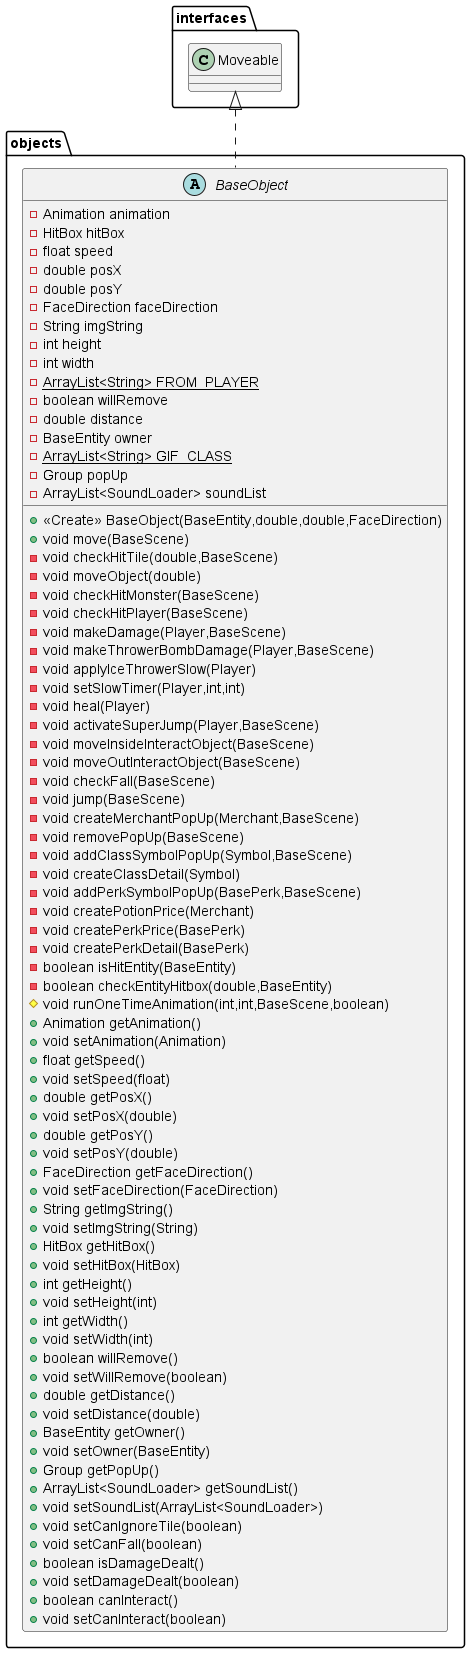 interfaces
C Moveable
objects
A BaseObject
Animation animation
HitBox hitBox
float speed
double posX
double posY
FaceDirection faceDirection
String imgString
int height
int width
ArrayList<String> FROM_PLAYER
boolean willRemove
double distance
BaseEntity owner
ArrayList<String> GIF_CLASS
Group popUp
ArrayList<SoundLoader> soundList
«Create» BaseObject(BaseEntity,double,double,FaceDirection)
void move(BaseScene)
void checkHitTile(double,BaseScene)
void moveObject(double)
void checkHitMonster(BaseScene)
void checkHitPlayer(BaseScene)
void makeDamage(Player,BaseScene)
void makeThrowerBombDamage(Player,BaseScene)
void applyIceThrowerSlow(Player)
void setSlowTimer(Player,int,int)
void heal(Player)
void activateSuperJump(Player,BaseScene)
void moveInsideInteractObject(BaseScene)
void moveOutInteractObject(BaseScene)
void checkFall(BaseScene)
void jump(BaseScene)
void createMerchantPopUp(Merchant,BaseScene)
void removePopUp(BaseScene)
void addClassSymbolPopUp(Symbol,BaseScene)
void createClassDetail(Symbol)
void addPerkSymbolPopUp(BasePerk,BaseScene)
void createPotionPrice(Merchant)
void createPerkPrice(BasePerk)
void createPerkDetail(BasePerk)
boolean isHitEntity(BaseEntity)
boolean checkEntityHitbox(double,BaseEntity)
void runOneTimeAnimation(int,int,BaseScene,boolean)
Animation getAnimation()
void setAnimation(Animation)
float getSpeed()
void setSpeed(float)
double getPosX()
void setPosX(double)
double getPosY()
void setPosY(double)
FaceDirection getFaceDirection()
void setFaceDirection(FaceDirection)
String getImgString()
void setImgString(String)
HitBox getHitBox()
void setHitBox(HitBox)
int getHeight()
void setHeight(int)
int getWidth()
void setWidth(int)
boolean willRemove()
void setWillRemove(boolean)
double getDistance()
void setDistance(double)
BaseEntity getOwner()
void setOwner(BaseEntity)
Group getPopUp()
ArrayList<SoundLoader> getSoundList()
void setSoundList(ArrayList<SoundLoader>)
void setCanIgnoreTile(boolean)
void setCanFall(boolean)
boolean isDamageDealt()
void setDamageDealt(boolean)
boolean canInteract()
void setCanInteract(boolean)